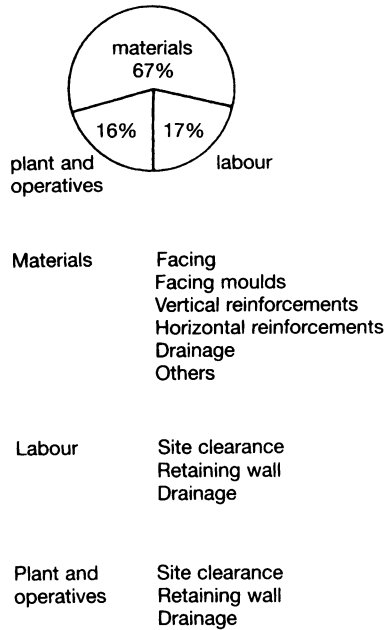 materials
67%
16%
17%
plant and
operatives
labour
Materials
Facing
Facing moulds
Vertical reinforcements
Horizontal reinforcements
Drainage
Others
Labour
Site clearance
Retaining wall
Drainage
Plant and
operatives
Site clearance
Retaining wall
Drainage